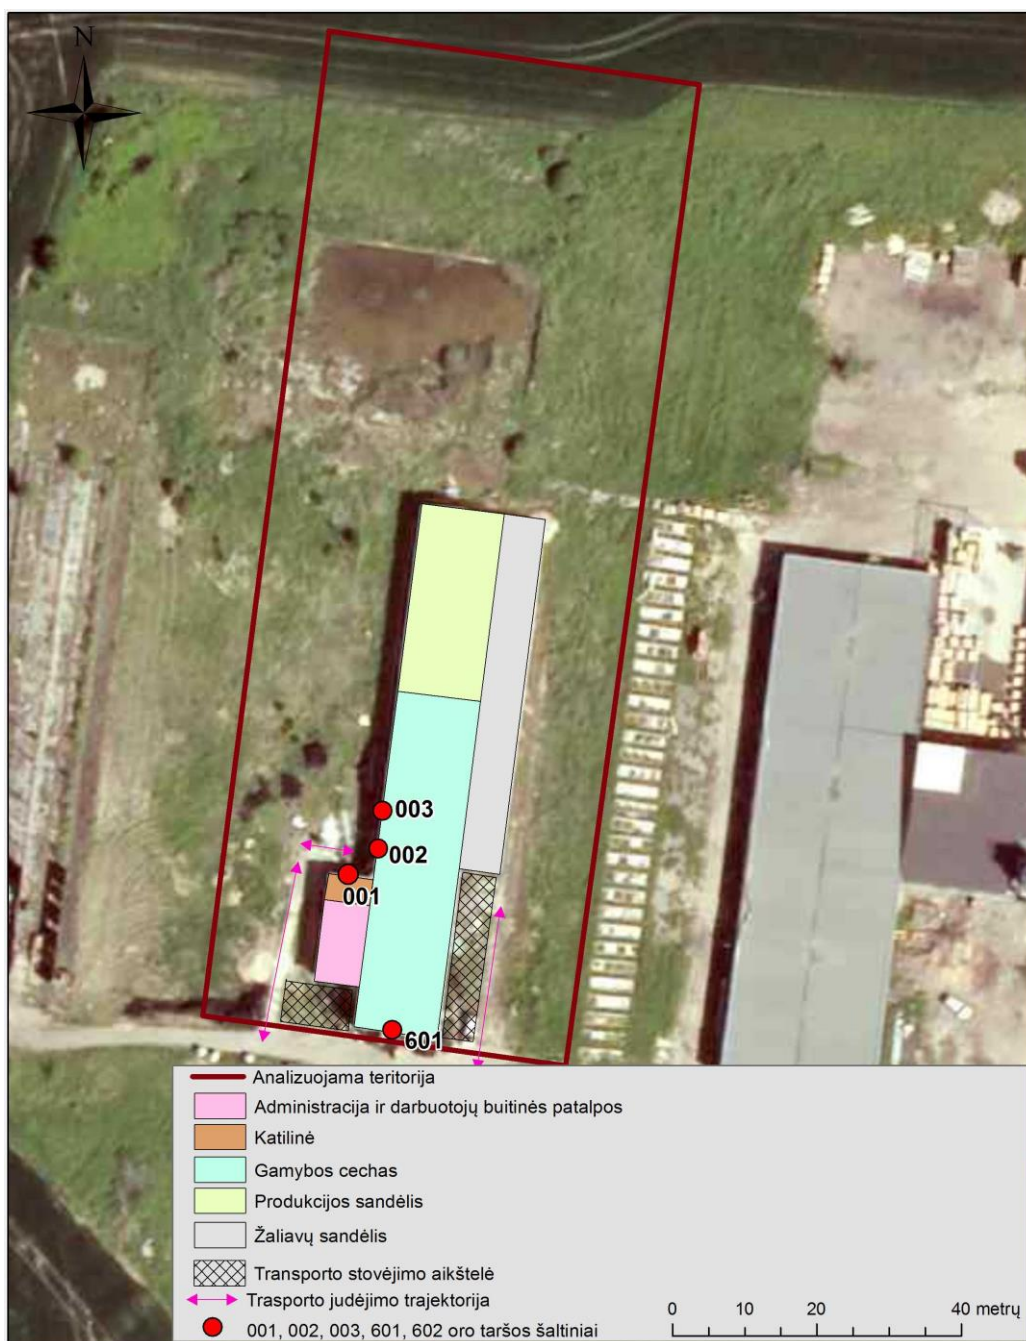 N
003
002
001
601
Analizuojama teritorija
Administracija ir darbuotojų buitinės patalpos
Katilinė
Gamybos cechas
Produkcijos sandėlis
Žaliavų sandėlis
Transporto stovėjimo aikštelė
Trasporto judėjimo trajektorija
001, 002, 003, 601, 602 oro taršos šaltiniai
0 10 20 40 metrų